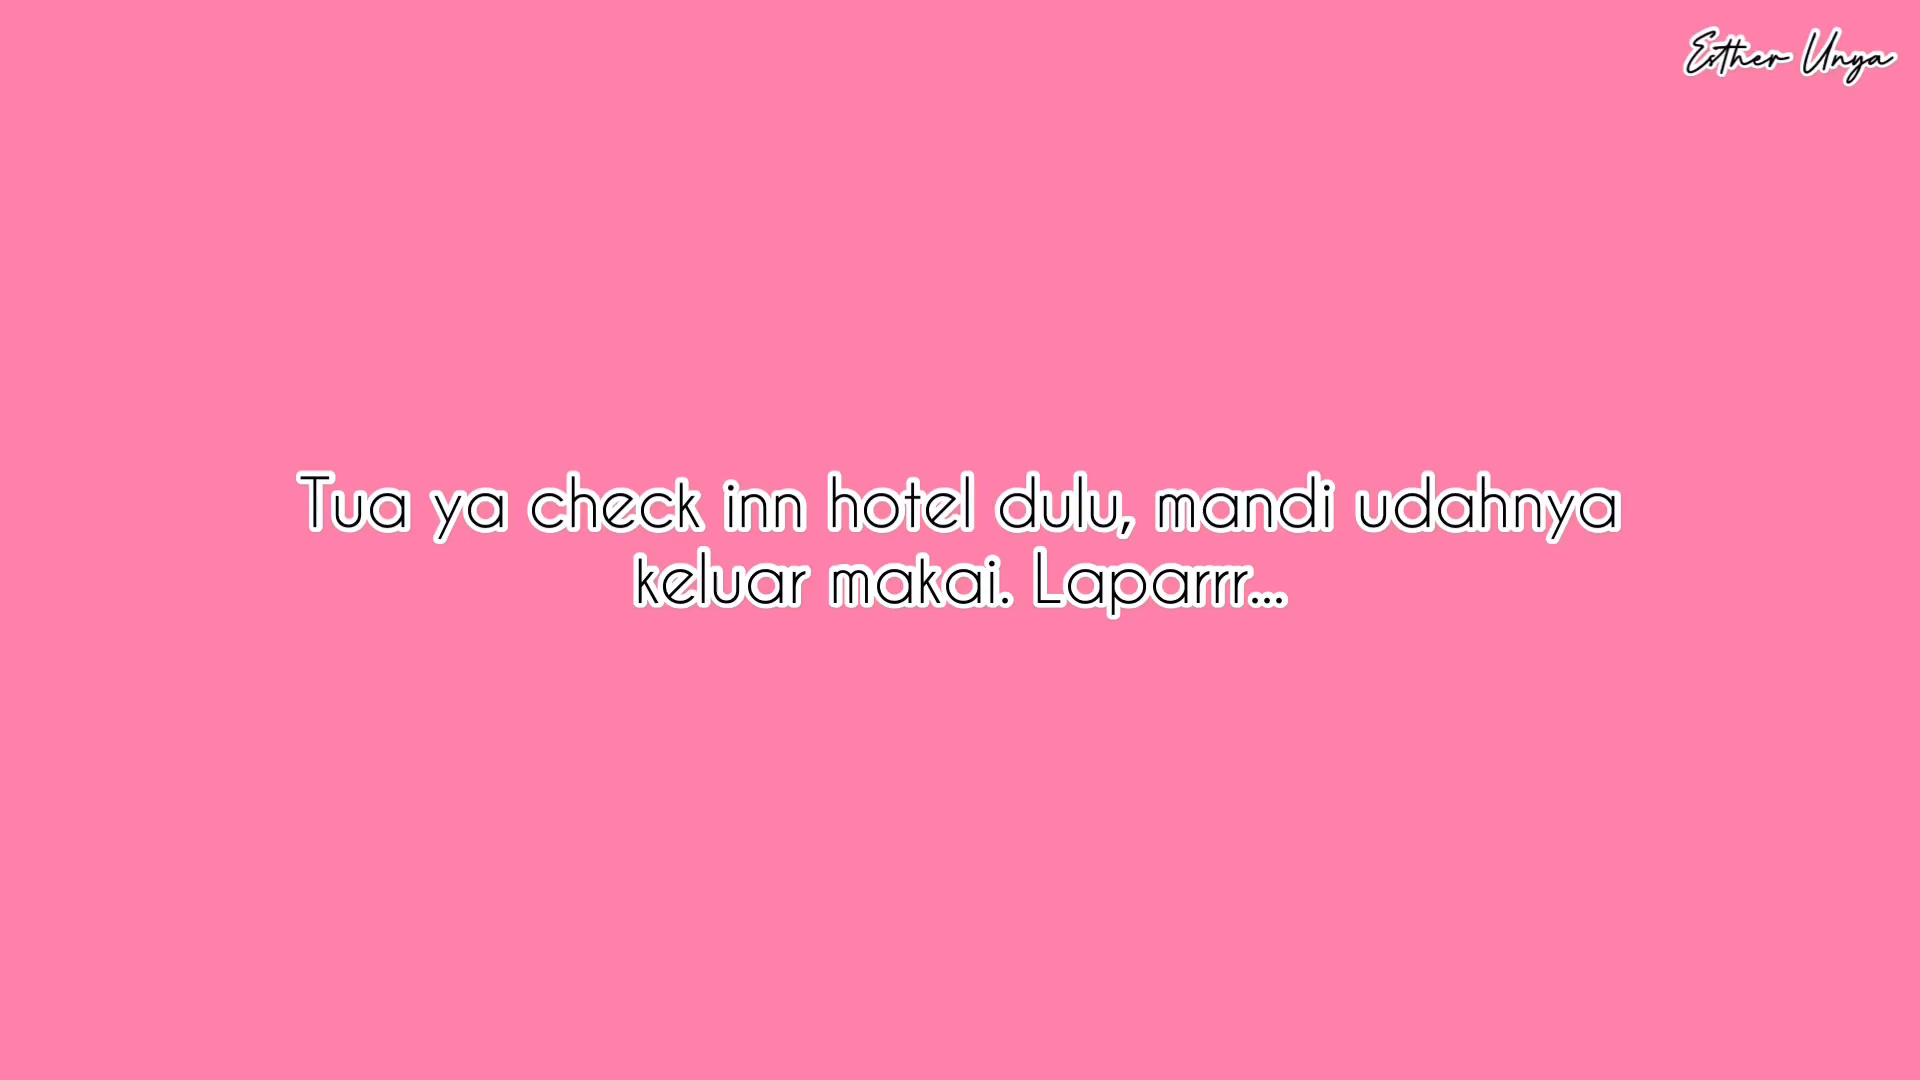 Esther Unya
Tua ya check inn hotel dulu, mandi udahnya
keluar makai. Laparrr...